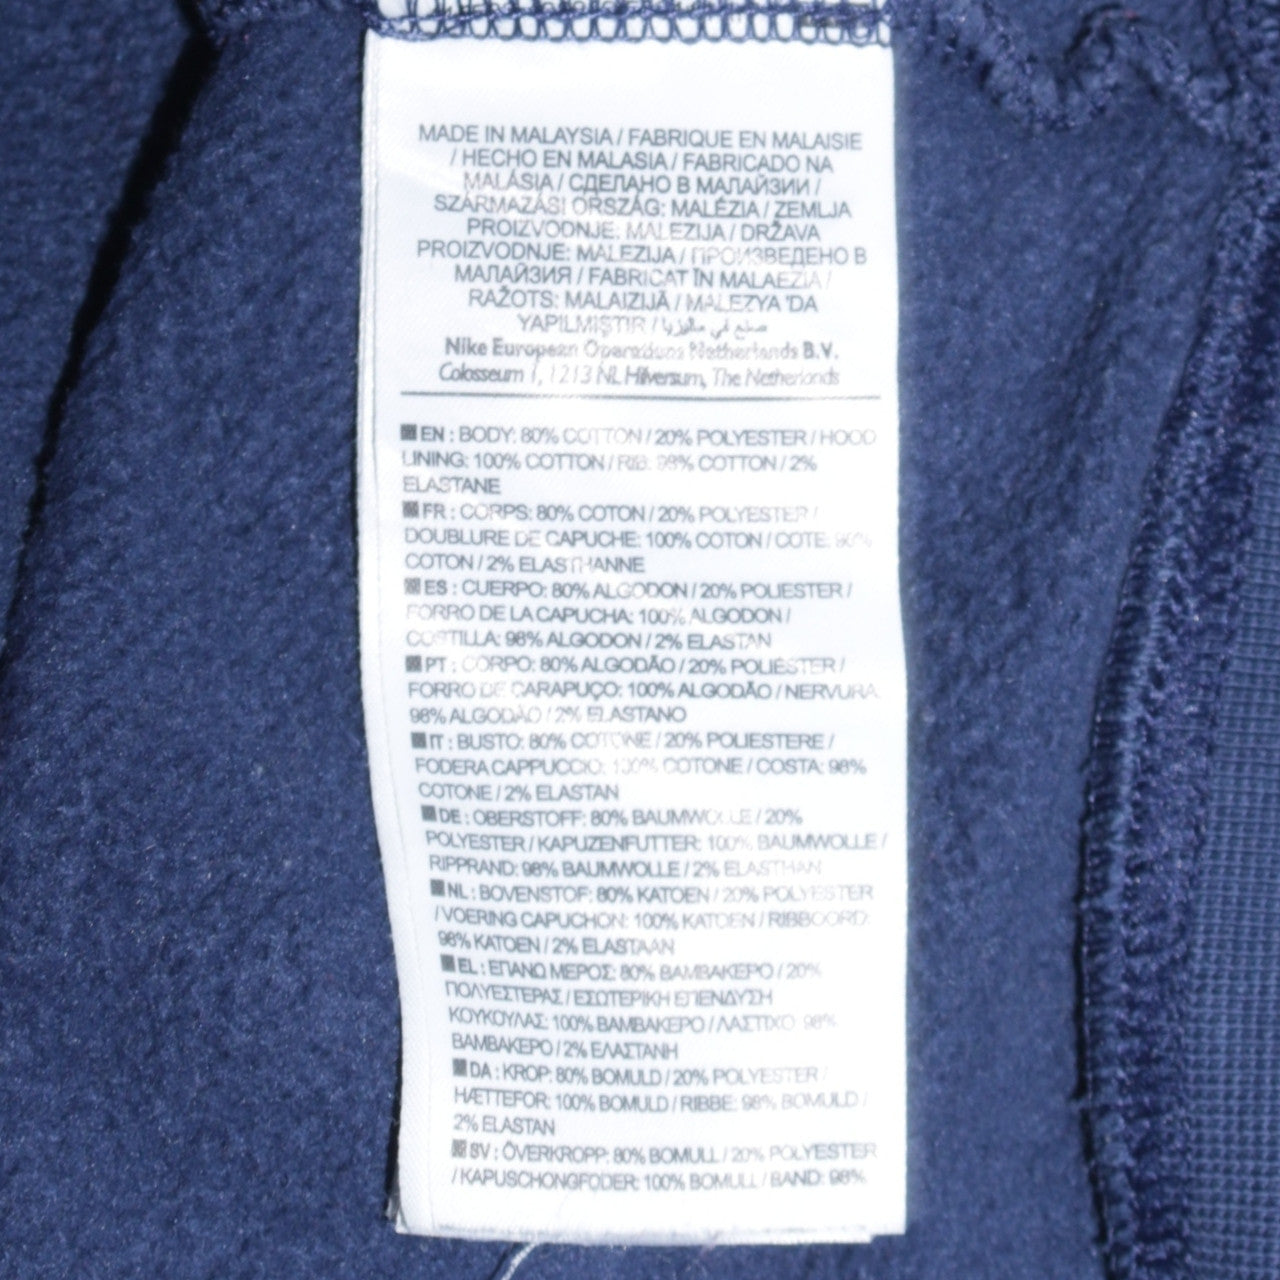 MADE IN MALAYSIA / FABRIQUE EN MALAISIE
/ HECHO EN MALASIA / FABRICADO NA
MALÁSIA / СДЕЛАНО В МАЛАЙЗИИ /
SZÁRMAZÁSI ORSZÁG: MALÉZIA / ZEMLJA
PROIZVODNJE: MALEZIJA / DRŽAVA
PROIZVODNJE: MALEZIJA / ПРОИЗВЕДЕНО В
МАЛАЙЗИЯ / FABRICAT ÎN MALAEZIA /
RAŽOTS: MALAIZIJĀ / MALEZYA 'DA
YAPILMIŞTIR / صنع في ماليزيا
Nike European Operations Netherlands B.V.
Colosseum 1, 1213 NL Hilversum, The Netherlands
EN : BODY: 80% COTTON / 20% POLYESTER / HOOD
LINING: 100% COTTON / RIB: 98% COTTON / 2%
ELASTANE
FR : CORPS: 80% COTON / 20% POLYESTER /
DOUBLURE DE CAPUCHE: 100% COTON / COTE: 98%
COTON / 2% ELASTHANNE
ES : CUERPO: 80% ALGODON / 20% POLIÉSTER /
FORRO DE LA CAPUCHA: 100% ALGODON /
COSTILLA: 98% ALGODON / 2% ELASTAN
PT : CORPO: 80% ALGODÃO / 20% POLIÉSTER /
FORRO DE CARAPUÇO: 100% ALGODÃO / NERVURA:
98% ALGODÃO / 2% ELASTANO
IT : BUSTO: 80% COTONE / 20% POLIESTERE /
FODERA CAPPUCCIO: 100% COTONE / COSTA: 98%
COTONE / 2% ELASTAN
DE : OBERSTOFF: 80% BAUMWOLLE / 20%
POLYESTER / KAPUZENFUTTER: 100% BAUMWOLLE /
RIPPRAND: 98% BAUMWOLLE / 2% ELASTHAN
NL : BOVENSTOF: 80% KATOEN / 20% POLYESTER
/ VOERING CAPUCHON: 100% KATOEN / RIBBOORD:
98% KATOEN / 2% ELASTAAN
EL : ΕΠΑΝΩ ΜΕΡΟΣ: 80% ΒΑΜΒΑΚΕΡΟ / 20%
ΠΟΛΥΕΣΤΕΡΑΣ / ΕΣΩΤΕΡΙΚΗ ΕΠΕΝΔΥΣΗ
ΚΟΥΚΟΥΛΑΣ: 100% ΒΑΜΒΑΚΕΡΟ / ΛΑΣΤΙΧΟ: 98%
ΒΑΜΒΑΚΕΡΟ / 2% ΕΛΑΣΤΑΝΗ
DA : KROP: 80% BOMULD / 20% POLYESTER /
HÆTTEFOR: 100% BOMULD / RIBBE: 98% BOMULD /
2% ELASTAN
SV : ÖVERKROPP: 80% BOMULL / 20% POLYESTER
/ KAPUSCHONGFODER: 100% BOMULL / BAND: 98%